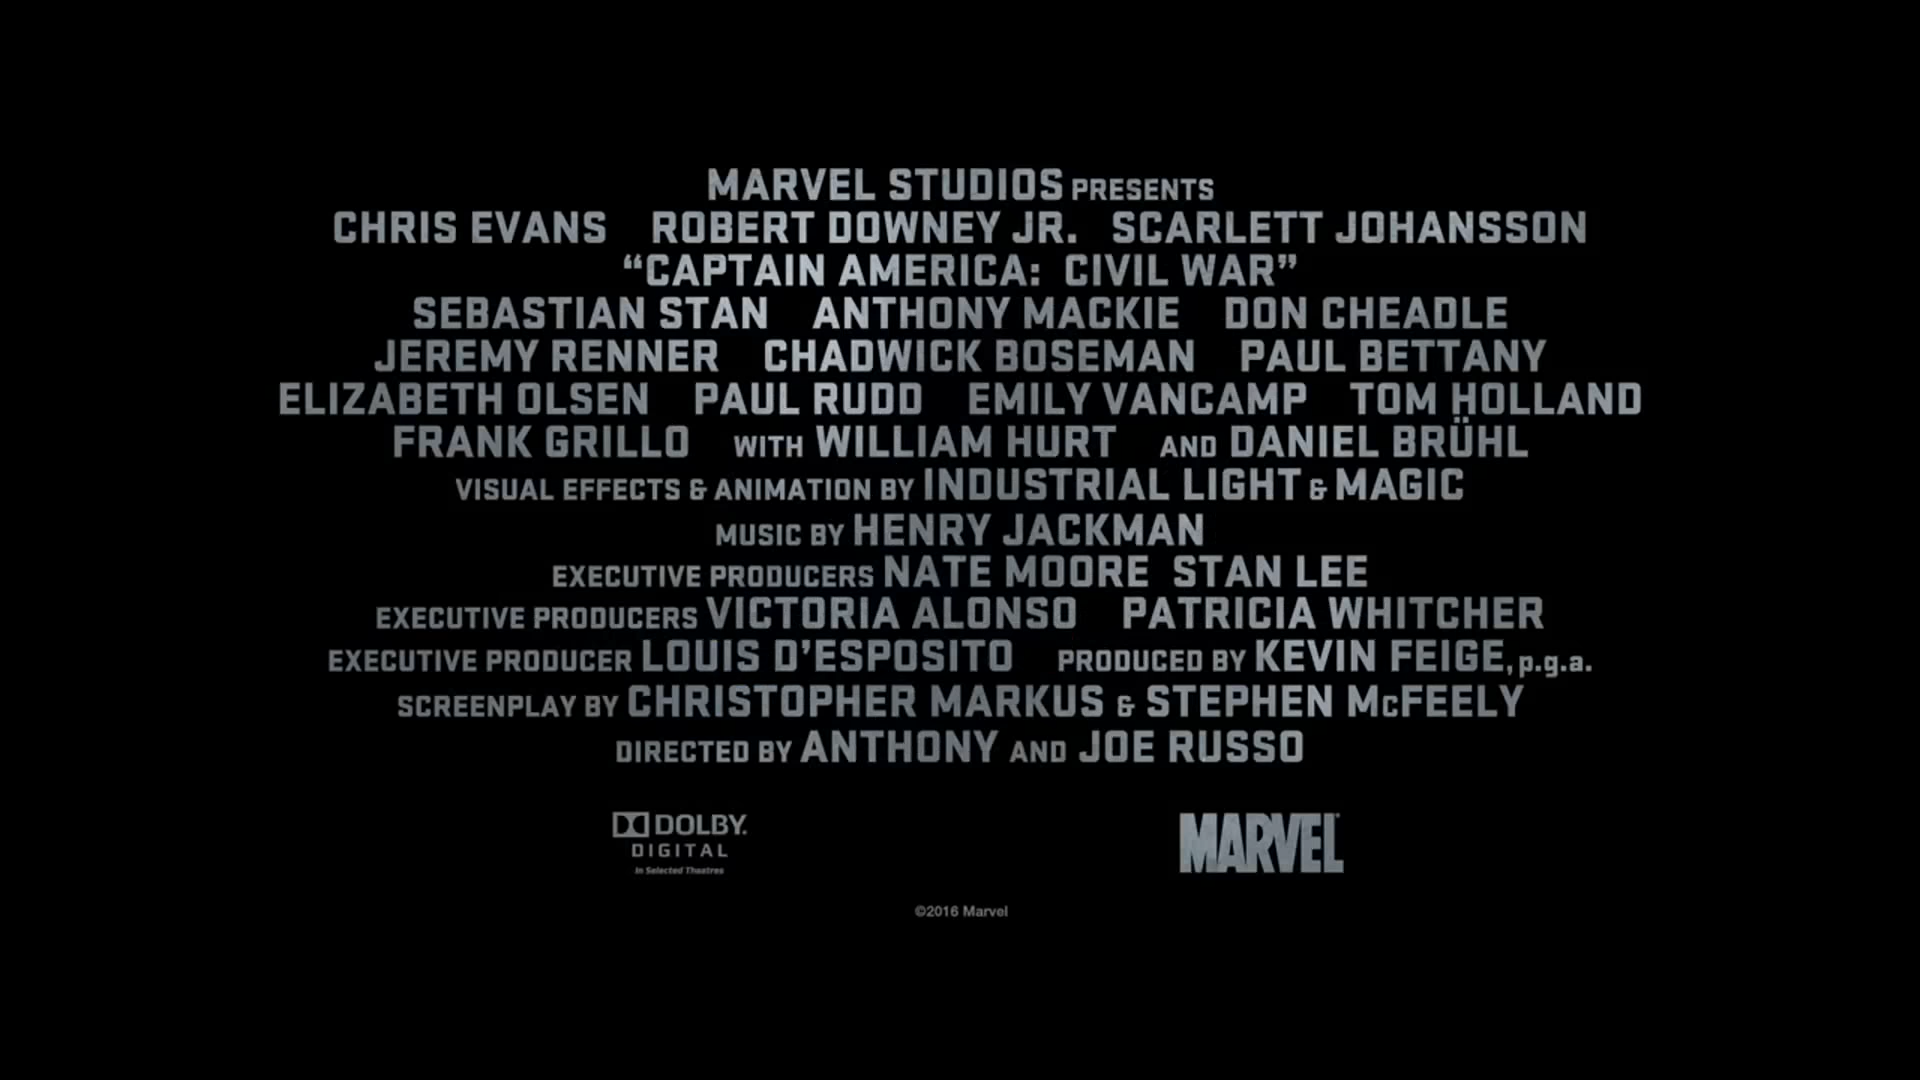 MARVEL STUDIOS PRESENTS
CHRIS EVANS ROBERT DOWNEY JR. SCARLETT JOHANSSON
“CAPTAIN AMERICA: CIVIL WAR”
SEBASTIAN STAN ANTHONY MACKIE DON CHEADLE
JEREMY RENNER CHADWICK BOSEMAN PAUL BETTANY
ELIZABETH OLSEN PAUL RUDD EMILY VANCAMP TOM HOLLAND
FRANK GRILLO WITH WILLIAM HURT AND DANIEL BRÜHL
VISUAL EFFECTS & ANIMATION BY INDUSTRIAL LIGHT & MAGIC
MUSIC BY HENRY JACKMAN
EXECUTIVE PRODUCERS NATE MOORE STAN LEE
EXECUTIVE PRODUCERS VICTORIA ALONSO PATRICIA WHITCHER
EXECUTIVE PRODUCER LOUIS D’ESPOSITO PRODUCED BY KEVIN FEIGE, p.g.a.
SCREENPLAY BY CHRISTOPHER MARKUS & STEPHEN McFEELY
DIRECTED BY ANTHONY AND JOE RUSSO
DOLBY.
DIGITAL
In Selected Theatres
MARVEL
©2016 Marvel